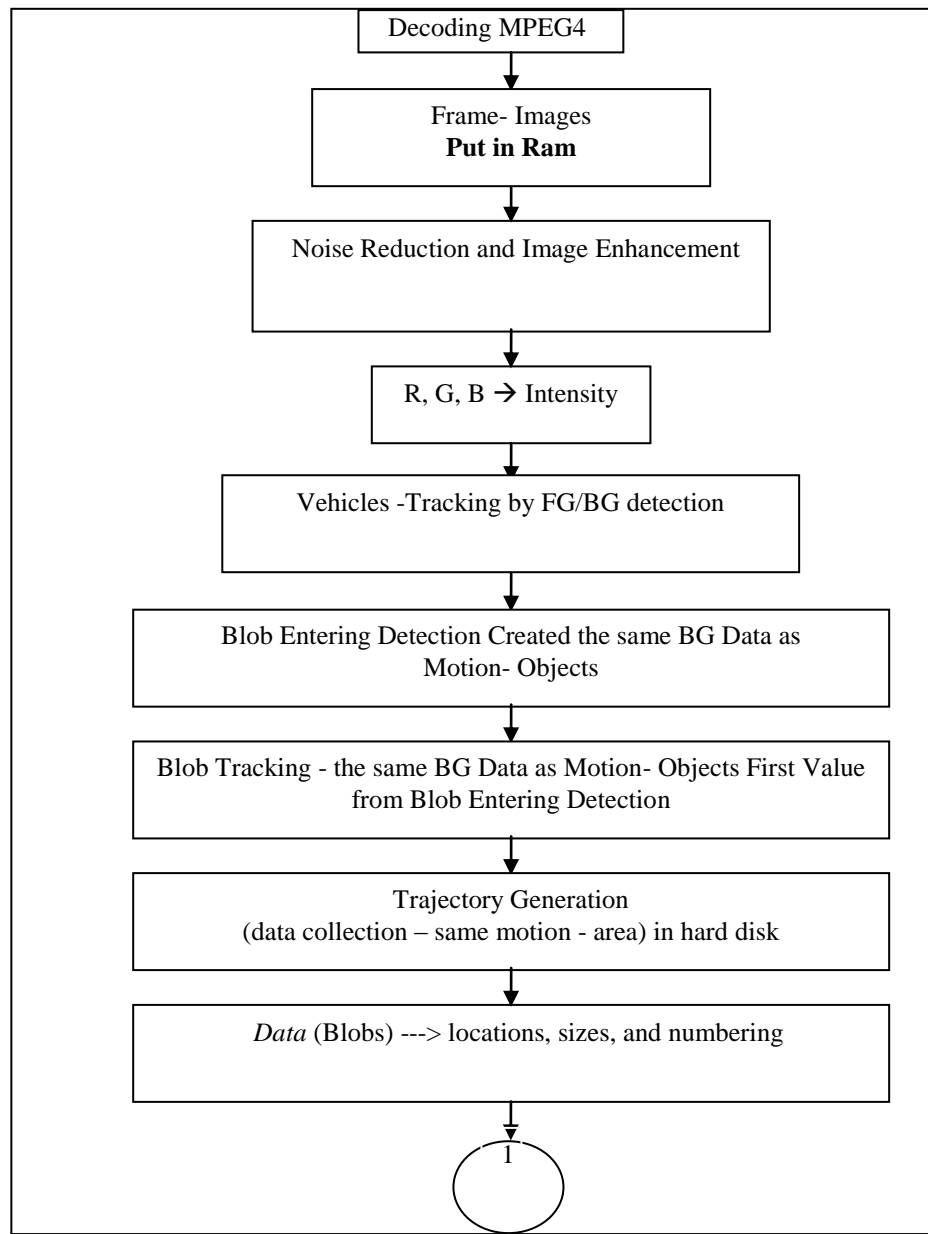 Decoding MPEG4
Frame- Images
Put in Ram
Noise Reduction and Image Enhancement
R, G, B → Intensity
Vehicles -Tracking by FG/BG detection
Blob Entering Detection Created the same BG Data as
Motion- Objects
Blob Tracking - the same BG Data as Motion- Objects First Value
from Blob Entering Detection
Trajectory Generation
(data collection – same motion - area) in hard disk
Data (Blobs) ---> locations, sizes, and numbering
1